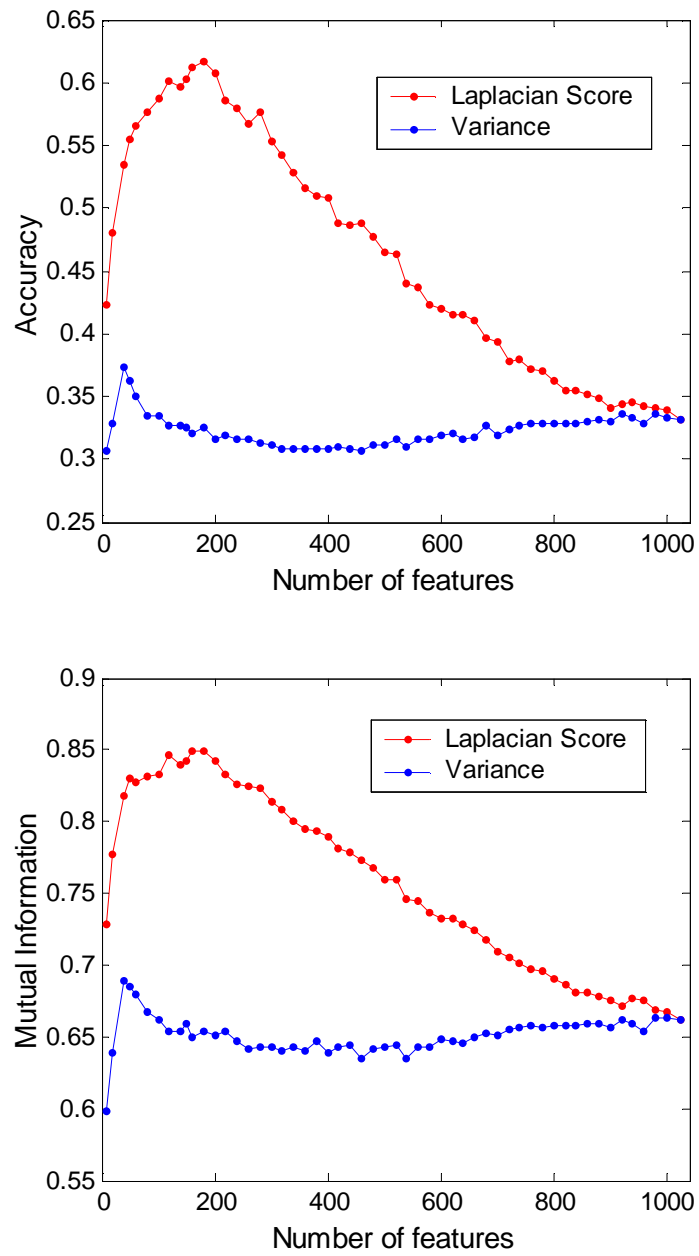 0.65
0.6
0.55
0.5
0.45
0.4
0.35
0.3
0.25
Accuracy
Laplacian Score
Variance
0 200 400 600 800 1000
Number of features
0.9
0.85
0.8
0.75
0.7
0.65
0.6
0.55
Mutual Information
Laplacian Score
Variance
0 200 400 600 800 1000
Number of features